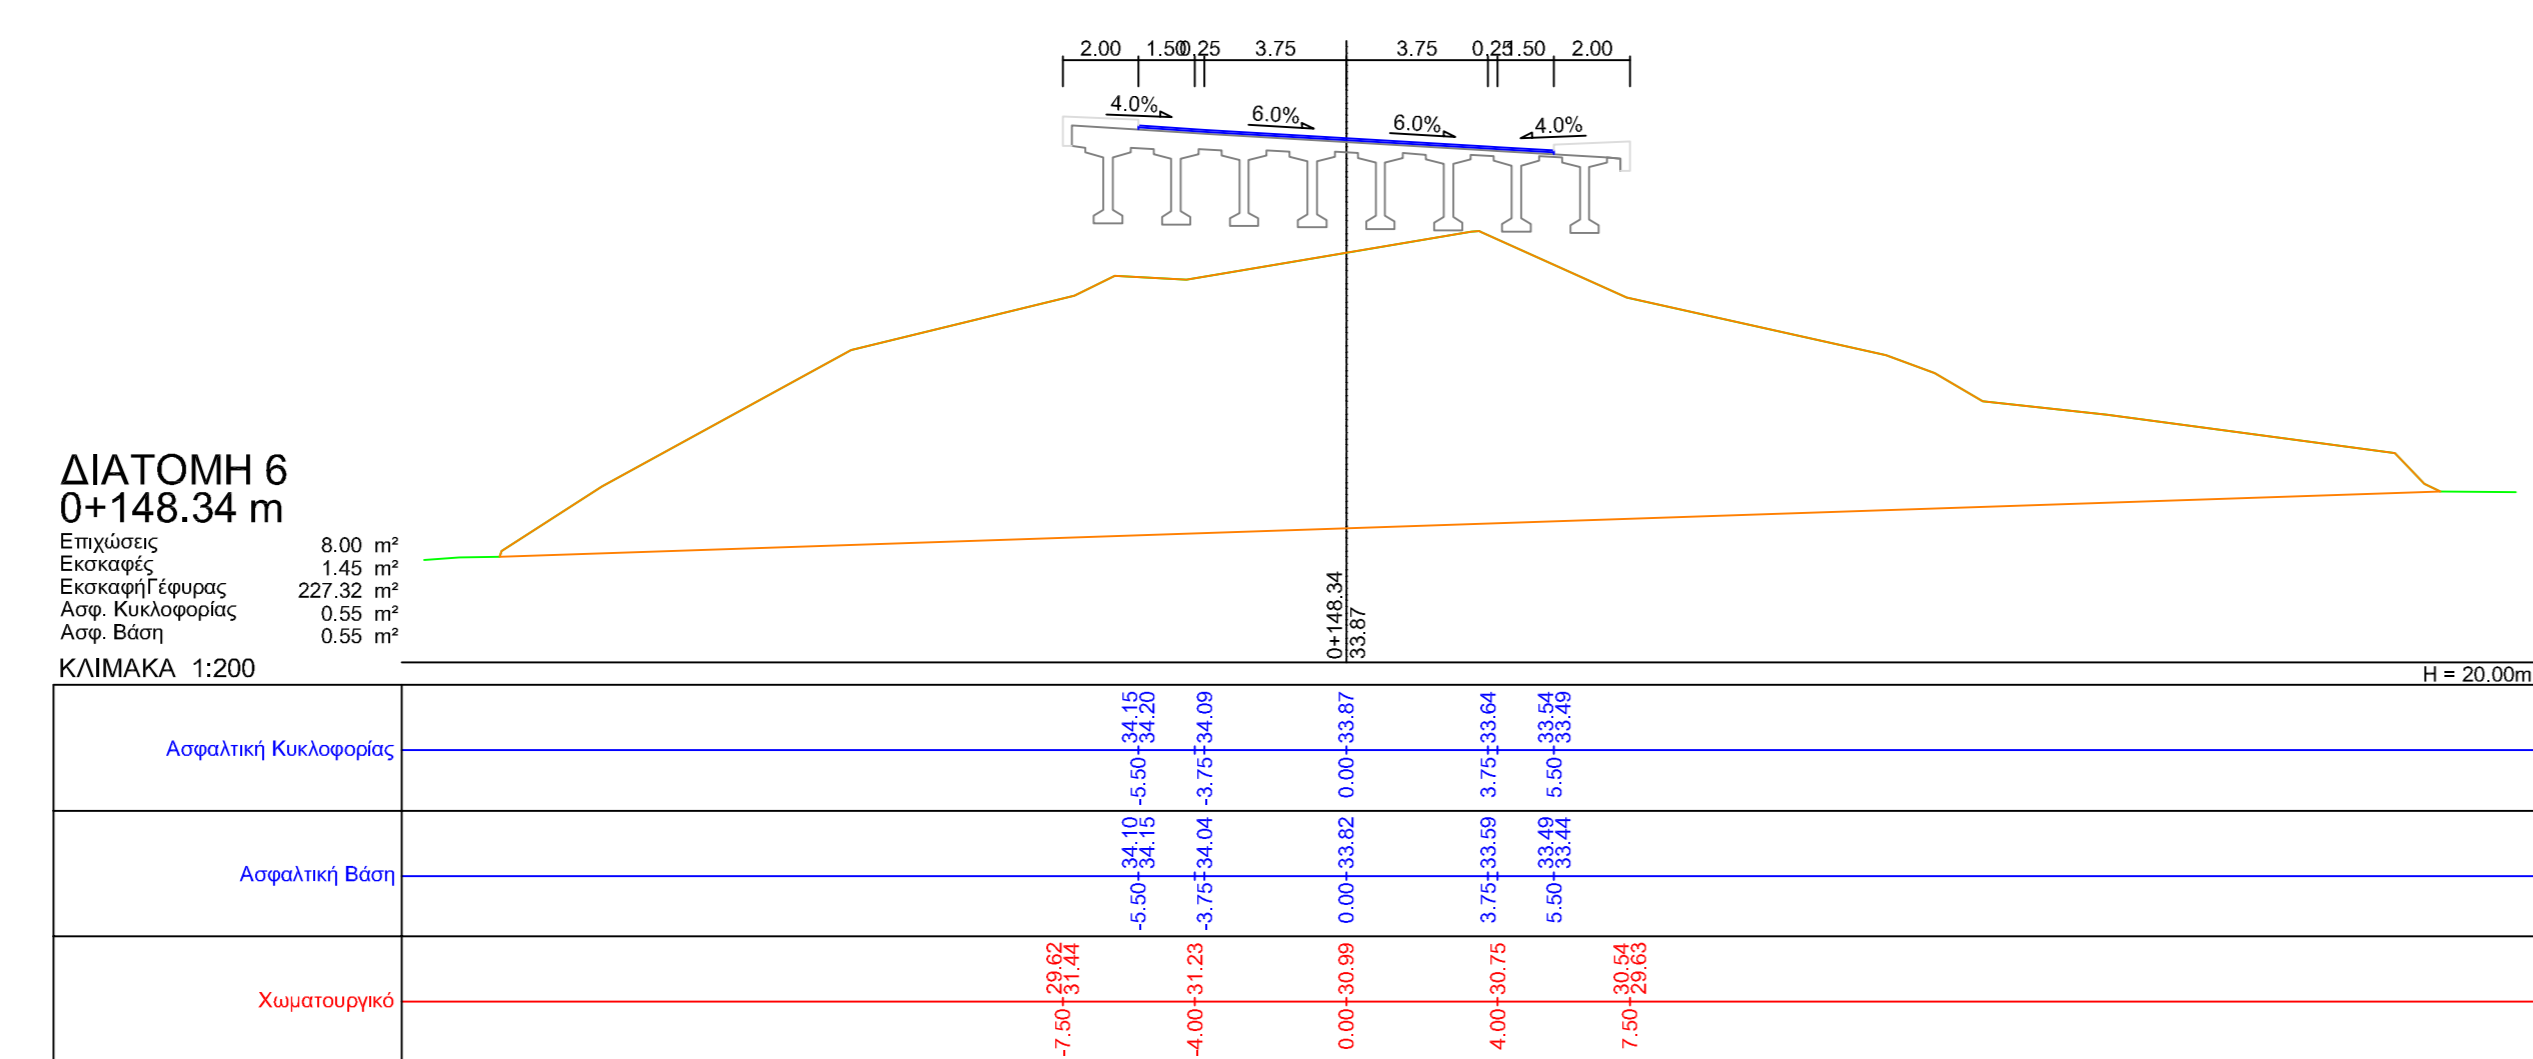 2.00 1.50 0.25 3.75 3.75 0.25 1.50 2.00
4.0% 6.0% 6.0% 4.0%
ΔΙΑΤΟΜΗ 6
0+148.34 m
Επιχώσεις 8.00 m²
Εκσκαφές 1.45 m²
ΕκσκαφήΓέφυρας 227.32 m²
Ασφ. Κυκλοφορίας 0.55 m²
Ασφ. Βάση 0.55 m²
0+148.34
33.87
ΚΛΙΜΑΚΑ 1:200
H = 20.00m
Ασφαλτική Κυκλοφορίας
34.15 34.20 34.09 33.87 33.64 33.54 33.49
-5.50 -3.75 0.00 3.75 5.50
Ασφαλτική Βάση
34.10 34.15 34.04 33.82 33.59 33.49 33.44
-5.50 -3.75 0.00 3.75 5.50
Χωματουργικό
29.62 31.44 31.23 30.99 30.75 30.54 29.63
-7.50 -4.00 0.00 4.00 7.50